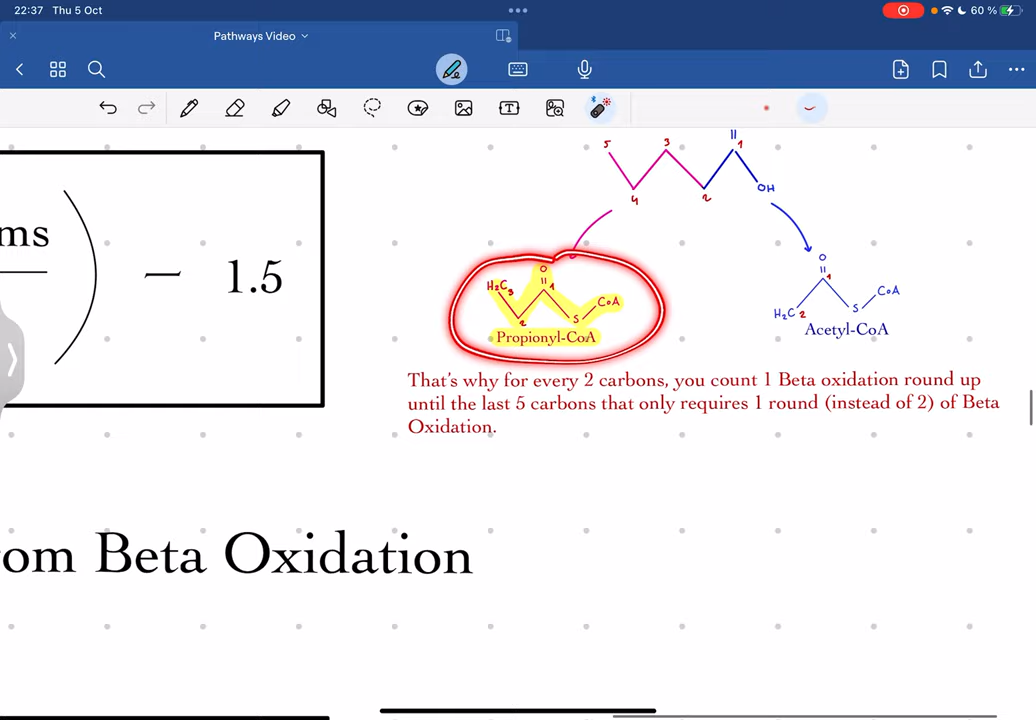 22:37 Thu 5 Oct
60 %
Pathways Video
ms
− 1.5
5 3 1
4 2 OH
O
H₂C 3 1 CoA
2 S
Propionyl-CoA
O
1 CoA
H₂C 2 S
Acetyl-CoA
That's why for every 2 carbons, you count 1 Beta oxidation round up
until the last 5 carbons that only requires 1 round (instead of 2) of Beta
Oxidation.
rom Beta Oxidation